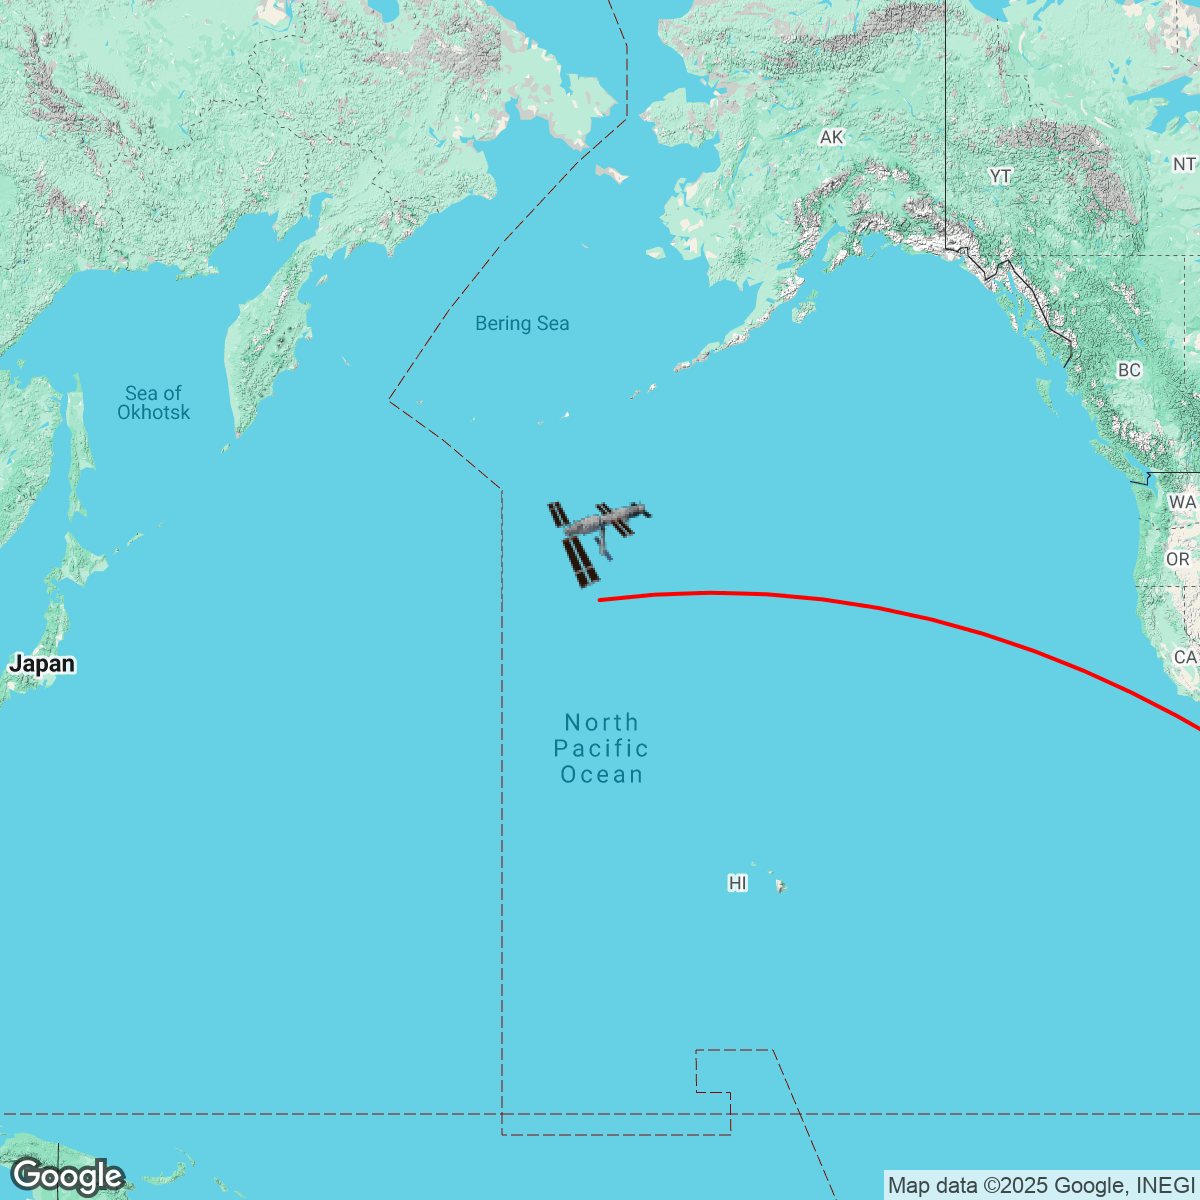 AK
NT
YT
Bering Sea
BC
Sea of
Okhotsk
WA
OR
Japan
CA
North
Pacific
Ocean
HI
Google
Map data ©2025 Google, INEGI